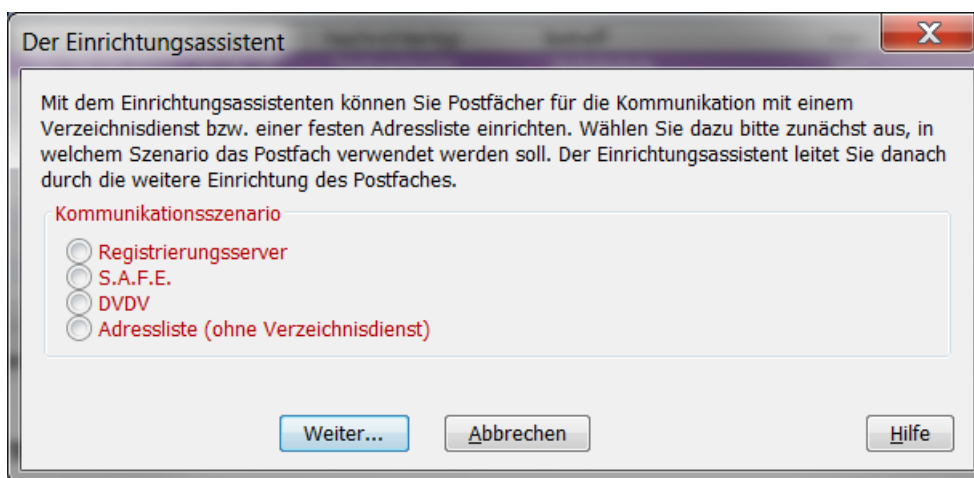 Der Einrichtungsassistent
Mit dem Einrichtungsassistenten können Sie Postfächer für die Kommunikation mit einem
Verzeichnisdienst bzw. einer festen Adressliste einrichten. Wählen Sie dazu bitte zunächst aus, in
welchem Szenario das Postfach verwendet werden soll. Der Einrichtungsassistent leitet Sie danach
durch die weitere Einrichtung des Postfaches.
Kommunikationsszenario
Registrierungsserver
S.A.F.E.
DVDV
Adressliste (ohne Verzeichnisdienst)
Weiter... Abbrechen Hilfe